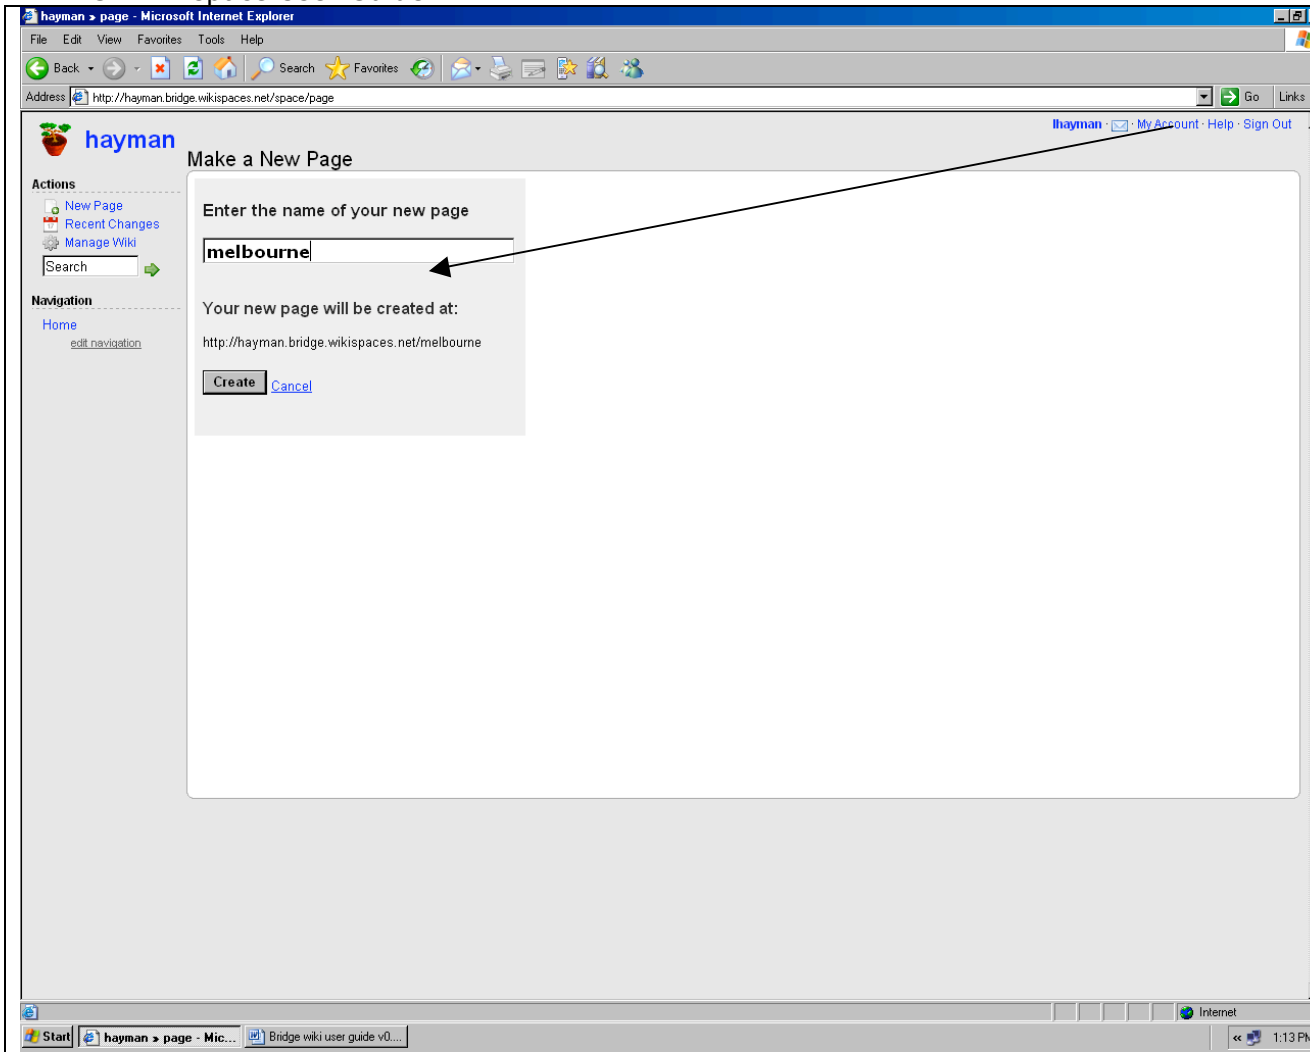 hayman » page - Microsoft Internet Explorer
File Edit View Favorites Tools Help
Back Search Favorites
Address http://hayman.bridge.wikispaces.net/space/page Go Links
lhayman · My Account · Help · Sign Out
hayman
Make a New Page
Actions
New Page
Recent Changes
Manage Wiki
Search
Navigation
Home
edit navigation
Enter the name of your new page
melbourne
Your new page will be created at:
http://hayman.bridge.wikispaces.net/melbourne
Create Cancel
Internet
Start hayman » page - Mic... Bridge wiki user guide v0.... « 1:13 PM